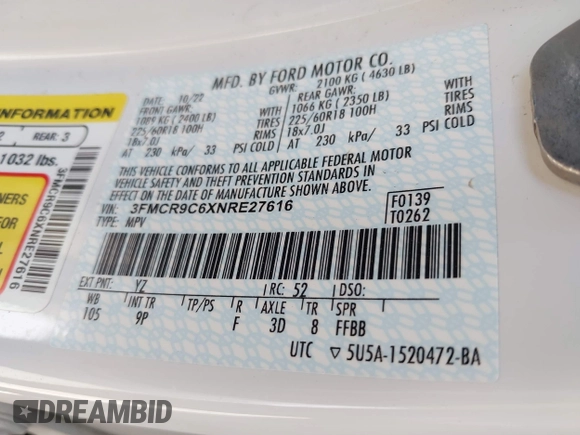 MFD. BY FORD MOTOR CO.
DATE: 10/22 GVWR: 2100 KG ( 4630 LB)
FRONT GAWR: REAR GAWR:
1089 KG ( 2400 LB) 1066 KG ( 2350 LB)
225/60R18 100H TIRES 225/60R18 100H TIRES
18x7.0J RIMS 18x7.0J RIMS
AT 230 kPa/ 33 PSI COLD AT 230 kPa/ 33 PSI COLD
THIS VEHICLE CONFORMS TO ALL APPLICABLE FEDERAL MOTOR
VEHICLE SAFETY, BUMPER, AND THEFT PREVENTION STANDARDS IN
EFFECT ON THE DATE OF MANUFACTURE SHOWN ABOVE.
VIN: 3FMCR9C6XNRE27616
TYPE: MPV
F0139
T0262
EXT PNT: YZ RC: 52 DSO:
WB INT TR TP/PS R AXLE TR SPR
105 9P F 3D 8 FFBB
UTC ▽ 5U5A-1520472-BA
INFORMATION
2 REAR: 3
1032 lbs.
3FMCR9C6XNRE27616
DREAMBID